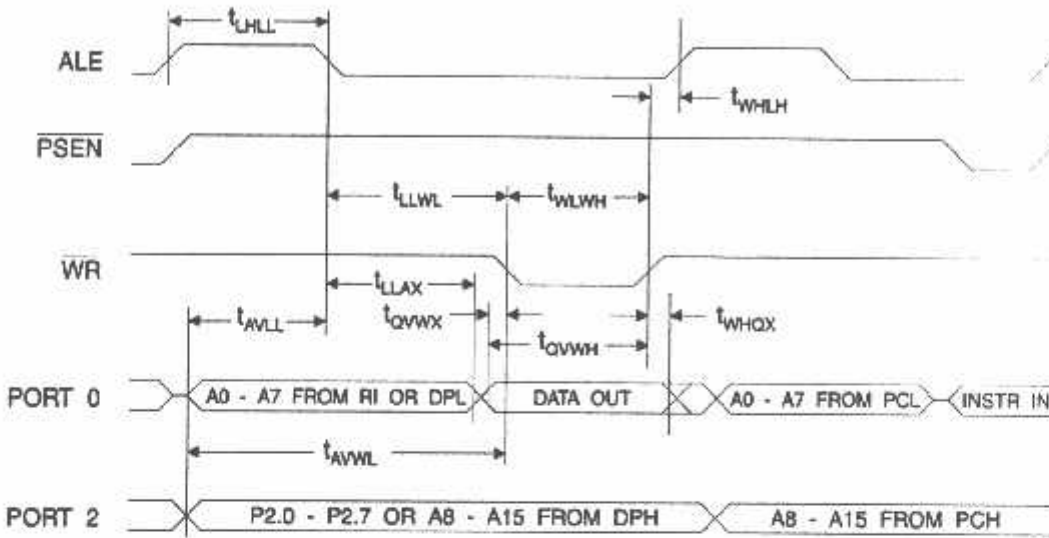 tLHLL
ALE
tWHLH
PSEN
tLLWL
tWLWH
WR
tLLAX
tAVLL
tQVWX
tWHQX
tQVWH
PORT 0
A0 - A7 FROM RI OR DPL
DATA OUT
A0 - A7 FROM PCL
INSTR IN
tAVWL
PORT 2
P2.0 - P2.7 OR A8 - A15 FROM DPH
A8 - A15 FROM PCH